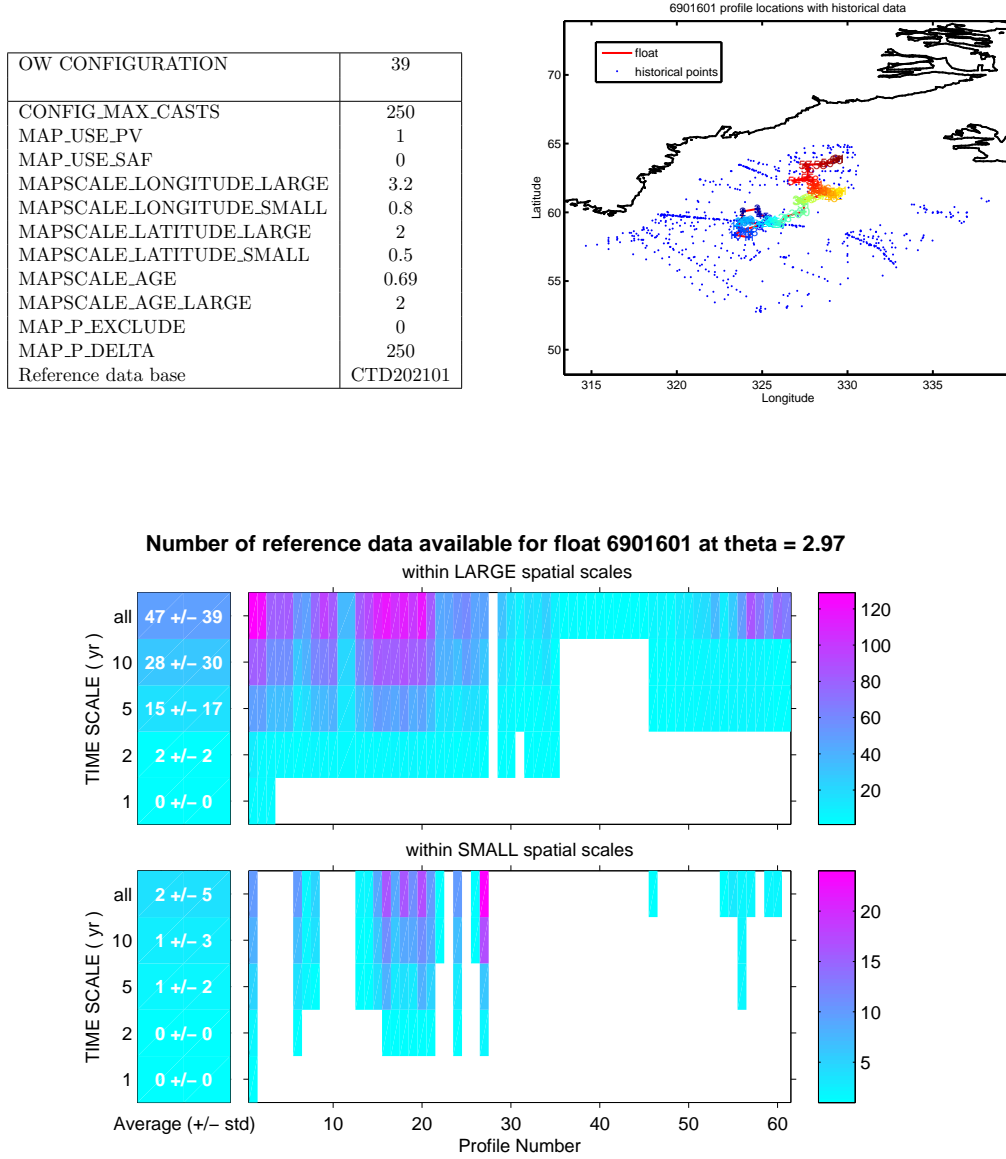 OW CONFIGURATION 39
CONFIG_MAX_CASTS 250
MAP_USE_PV 1
MAP_USE_SAF 0
MAPSCALE_LONGITUDE_LARGE 3.2
MAPSCALE_LONGITUDE_SMALL 0.8
MAPSCALE_LATITUDE_LARGE 2
MAPSCALE_LATITUDE_SMALL 0.5
MAPSCALE_AGE 0.69
MAPSCALE_AGE_LARGE 2
MAP_P_EXCLUDE 0
MAP_P_DELTA 250
Reference data base CTD202101
6901601 profile locations with historical data
float
historical points
70
65
60
55
50
Latitude
315 320 325 330 335
Longitude
Number of reference data available for float 6901601 at theta = 2.97
within LARGE spatial scales
TIME SCALE ( yr )
all 47 +/− 39
10 28 +/− 30
5 15 +/− 17
2 2 +/− 2
1 0 +/− 0
120
100
80
60
40
20
within SMALL spatial scales
TIME SCALE ( yr )
all 2 +/− 5
10 1 +/− 3
5 1 +/− 2
2 0 +/− 0
1 0 +/− 0
20
15
10
5
Average (+/− std)
10 20 30 40 50 60
Profile Number